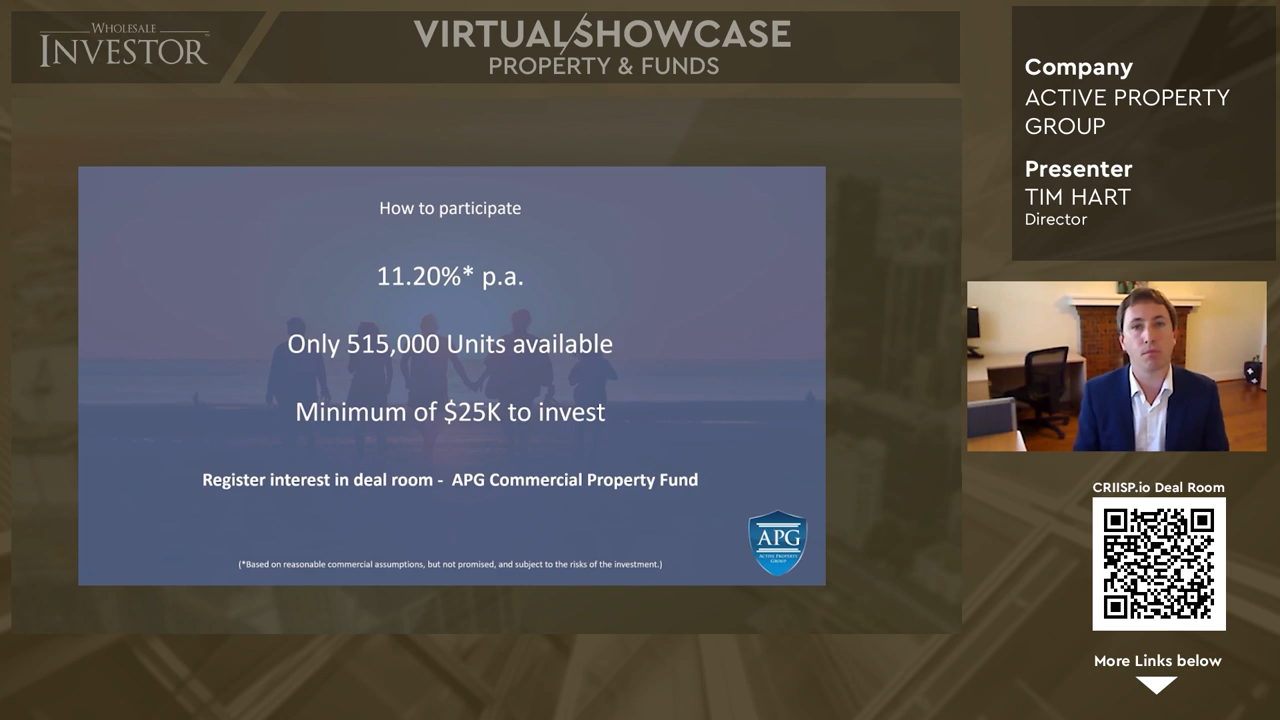 WHOLESALE
INVESTOR
VIRTUAL/SHOWCASE
PROPERTY & FUNDS
How to participate
11.20%* p.a.
Only 515,000 Units available
Minimum of $25K to invest
Register interest in deal room - APG Commercial Property Fund
(*Based on reasonable commercial assumptions, but not promised, and subject to the risks of the investment.)
APG
ACTIVE PROPERTY
GROUP
Company
ACTIVE PROPERTY
GROUP
Presenter
TIM HART
Director
CRIISP.io Deal Room
More Links below